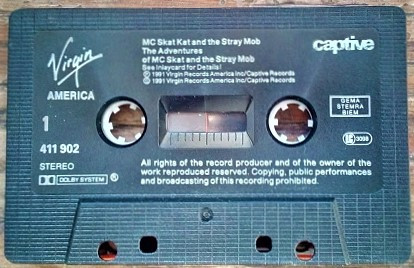 Virgin
AMERICA
1
411 902
STEREO
DOLBY SYSTEM ®
MC Skat Kat and the Stray Mob
The Adventures
of MC Skat and the Stray Mob
See Inlaycard for Details!
℗ 1991 Virgin Records America Inc/Captive Records
© 1991 Virgin Records America Inc/Captive Records
captive
GEMA
STEMRA
BIEM
LC 3098
All rights of the record producer and of the owner of the
work reproduced reserved. Copying, public performances
and broadcasting of this recording prohibited.